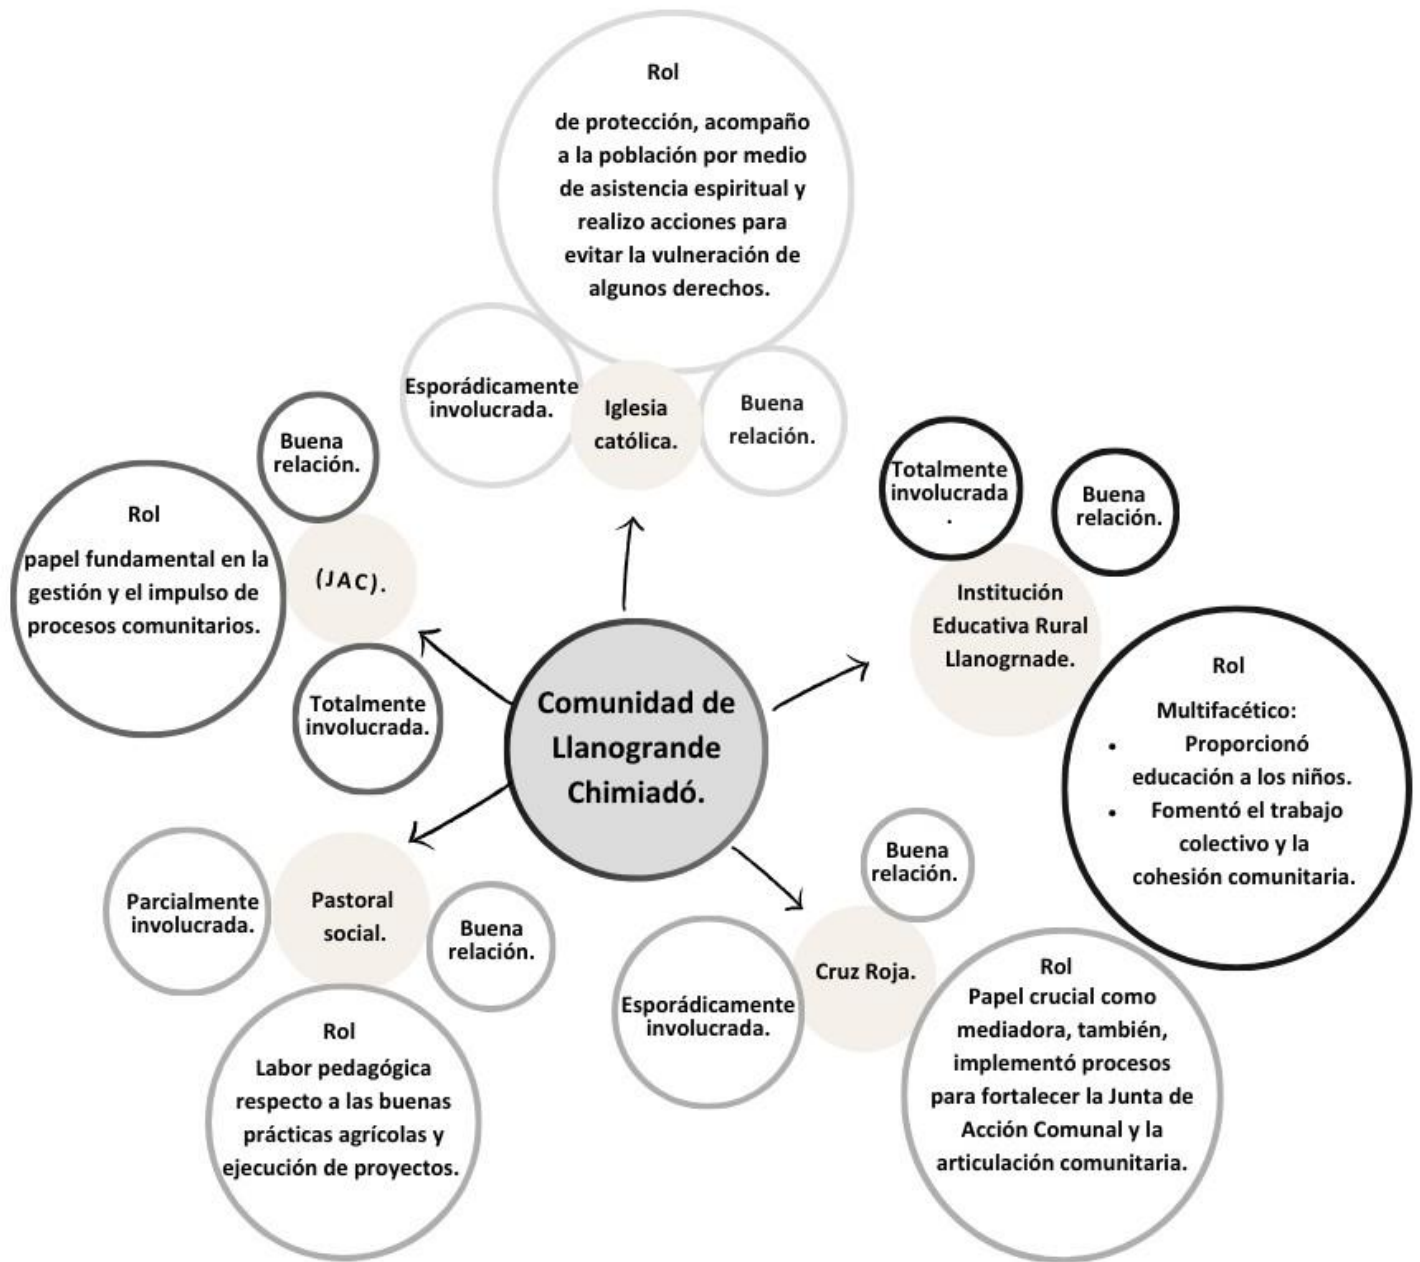 Rol
de protección, acompaño
a la población por medio
de asistencia espiritual y
realizo acciones para
evitar la vulneración de
algunos derechos.
Esporádicamente
involucrada.
Iglesia
católica.
Buena
relación.
Buena
relación.
Rol
papel fundamental en la
gestión y el impulso de
procesos comunitarios.
(JAC).
Totalmente
involucrada.
Totalmente
involucrada
.
Buena
relación.
Institución
Educativa Rural
Llanogrnade.
Rol
Multifacético:
• Proporcionó
educación a los niños.
• Fomentó el trabajo
colectivo y la
cohesión comunitaria.
Comunidad de
Llanogrande
Chimiadó.
Parcialmente
involucrada.
Pastoral
social.
Buena
relación.
Rol
Labor pedagógica
respecto a las buenas
prácticas agrícolas y
ejecución de proyectos.
Buena
relación.
Esporádicamente
involucrada.
Cruz Roja.
Rol
Papel crucial como
mediadora, también,
implementó procesos
para fortalecer la Junta de
Acción Comunal y la
articulación comunitaria.